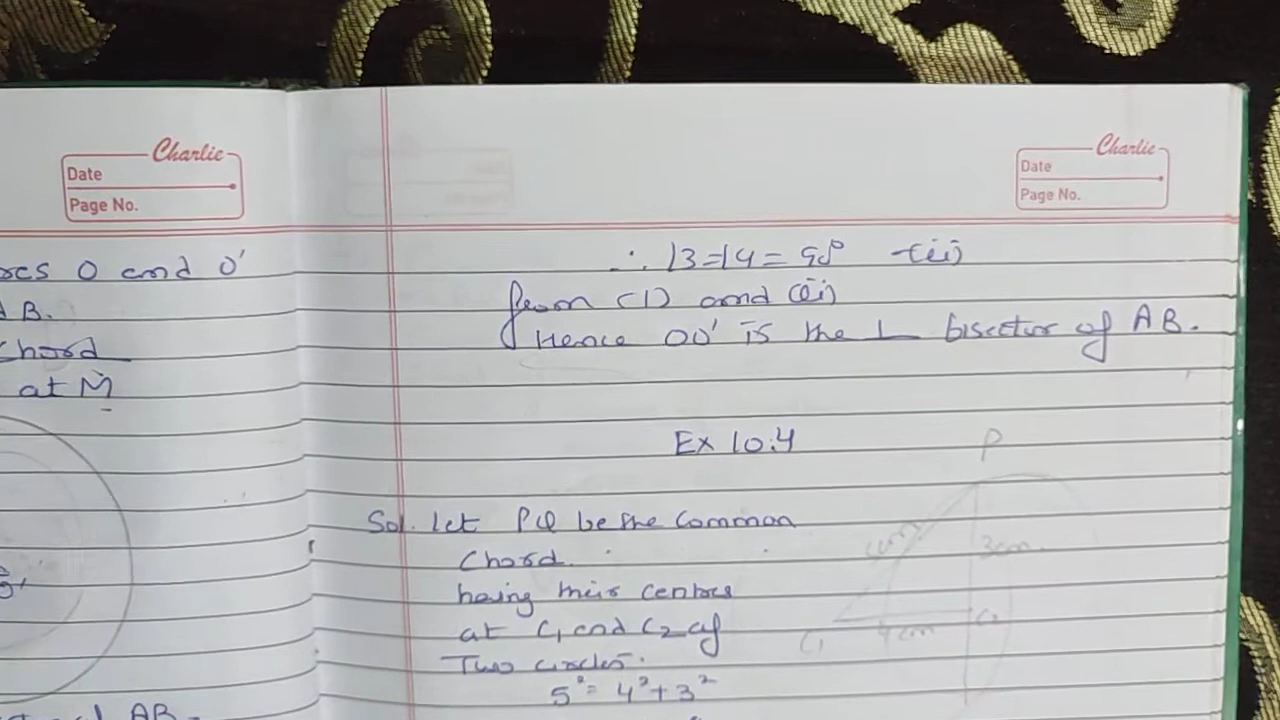 Charlie
Date
Page No.
O and O'
B.
Chord
at M
AB.
Charlie
Date
Page No.
∴ ∠3=∠4=90° -(ii)
from (1) and (ii)
Hence OO' is the ⊥ bisector of AB.
Ex 10.4
P
Sol. Let PQ be the Common
Chord.
3cm
having their centres
at C₁ and C₂ of
C₁
4cm
C₂
Two circles.
5² = 4²+3²